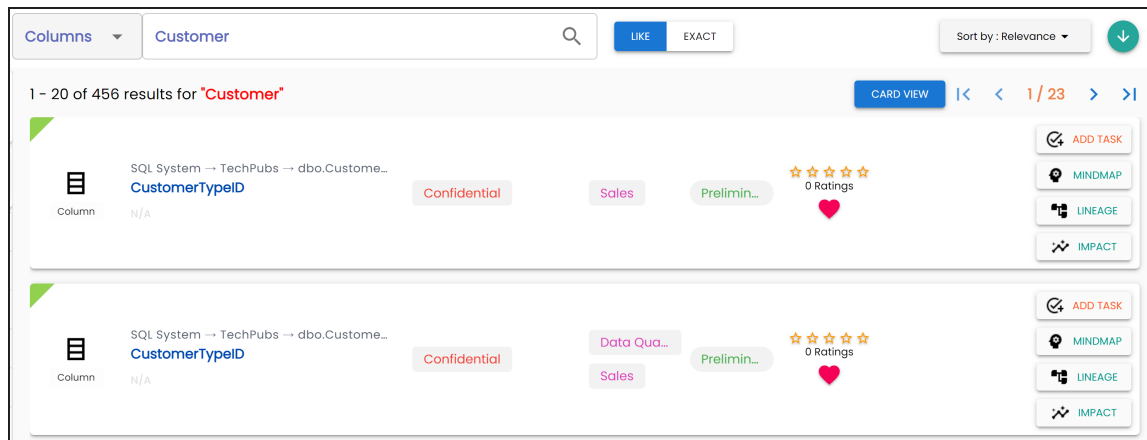 Columns
Customer
LIKE
EXACT
Sort by : Relevance
1 - 20 of 456 results for "Customer"
CARD VIEW
1 / 23
Column
SQL System → TechPubs → dbo.Custome...
CustomerTypeID
N/A
Confidential
Sales
Prelimin...
0 Ratings
ADD TASK
MINDMAP
LINEAGE
IMPACT
Column
SQL System → TechPubs → dbo.Custome...
CustomerTypeID
N/A
Confidential
Data Qua...
Sales
Prelimin...
0 Ratings
ADD TASK
MINDMAP
LINEAGE
IMPACT